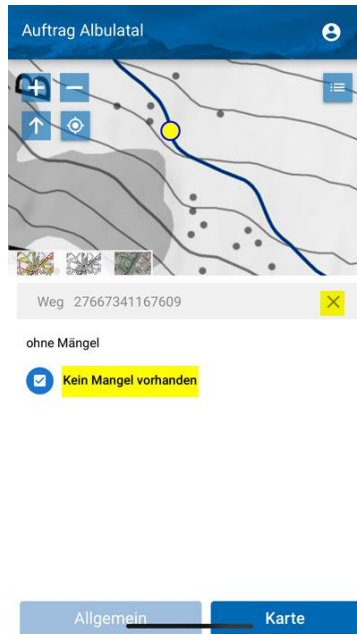 Auftrag Albulatal
B
Weg 27667341167609
ohne Mängel
Kein Mangel vorhanden
Allgemein
Karte